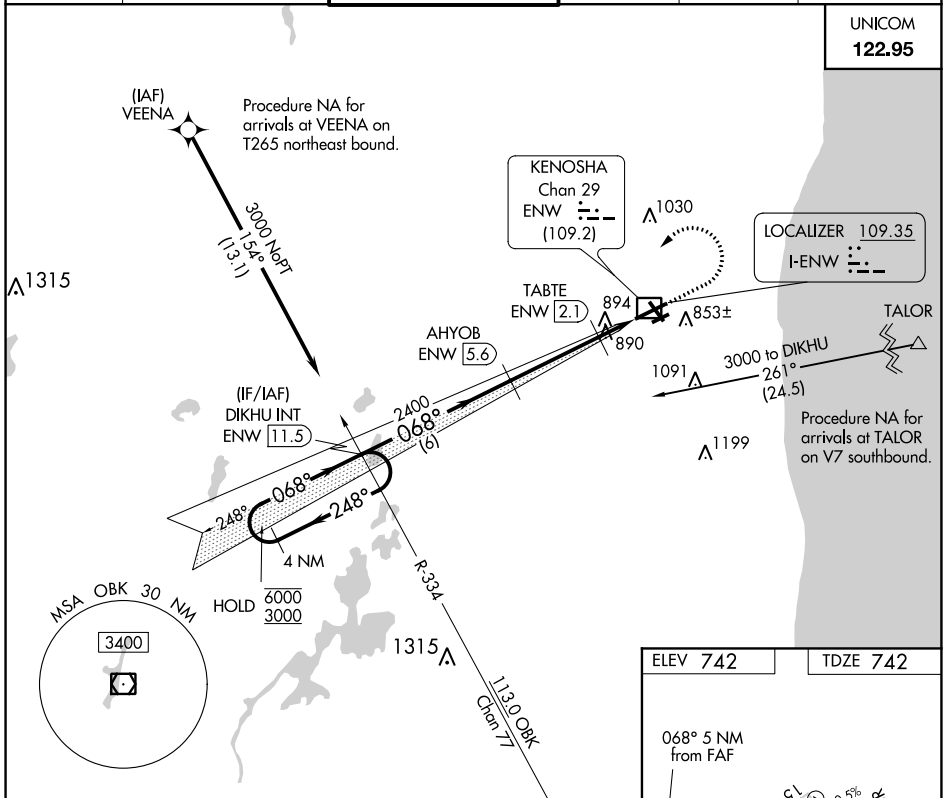 UNICOM
122.95
(IAF)
VEENA
Procedure NA for
arrivals at VEENA on
T265 northeast bound.
KENOSHA
Chan 29
ENW
(109.2)
1030
LOCALIZER 109.35
I-ENW
3000 NoPT
154°
(13.1)
1315
TABTE
ENW 2.1
894
890
853±
TALOR
AHYOB
ENW 5.6
3000 to DIKHU
261°
(24.5)
1091
(IF/IAF)
DIKHU INT
ENW 11.5
2400
068°
(6)
Procedure NA for
arrivals at TALOR
on V7 southbound.
1199
248°
068°
248°
4 NM
HOLD
6000
3000
R-334
MSA OBK 30 NM
3400
1315
113.0 OBK
Chan 77
ELEV 742
TDZE 742
068° 5 NM
from FAF